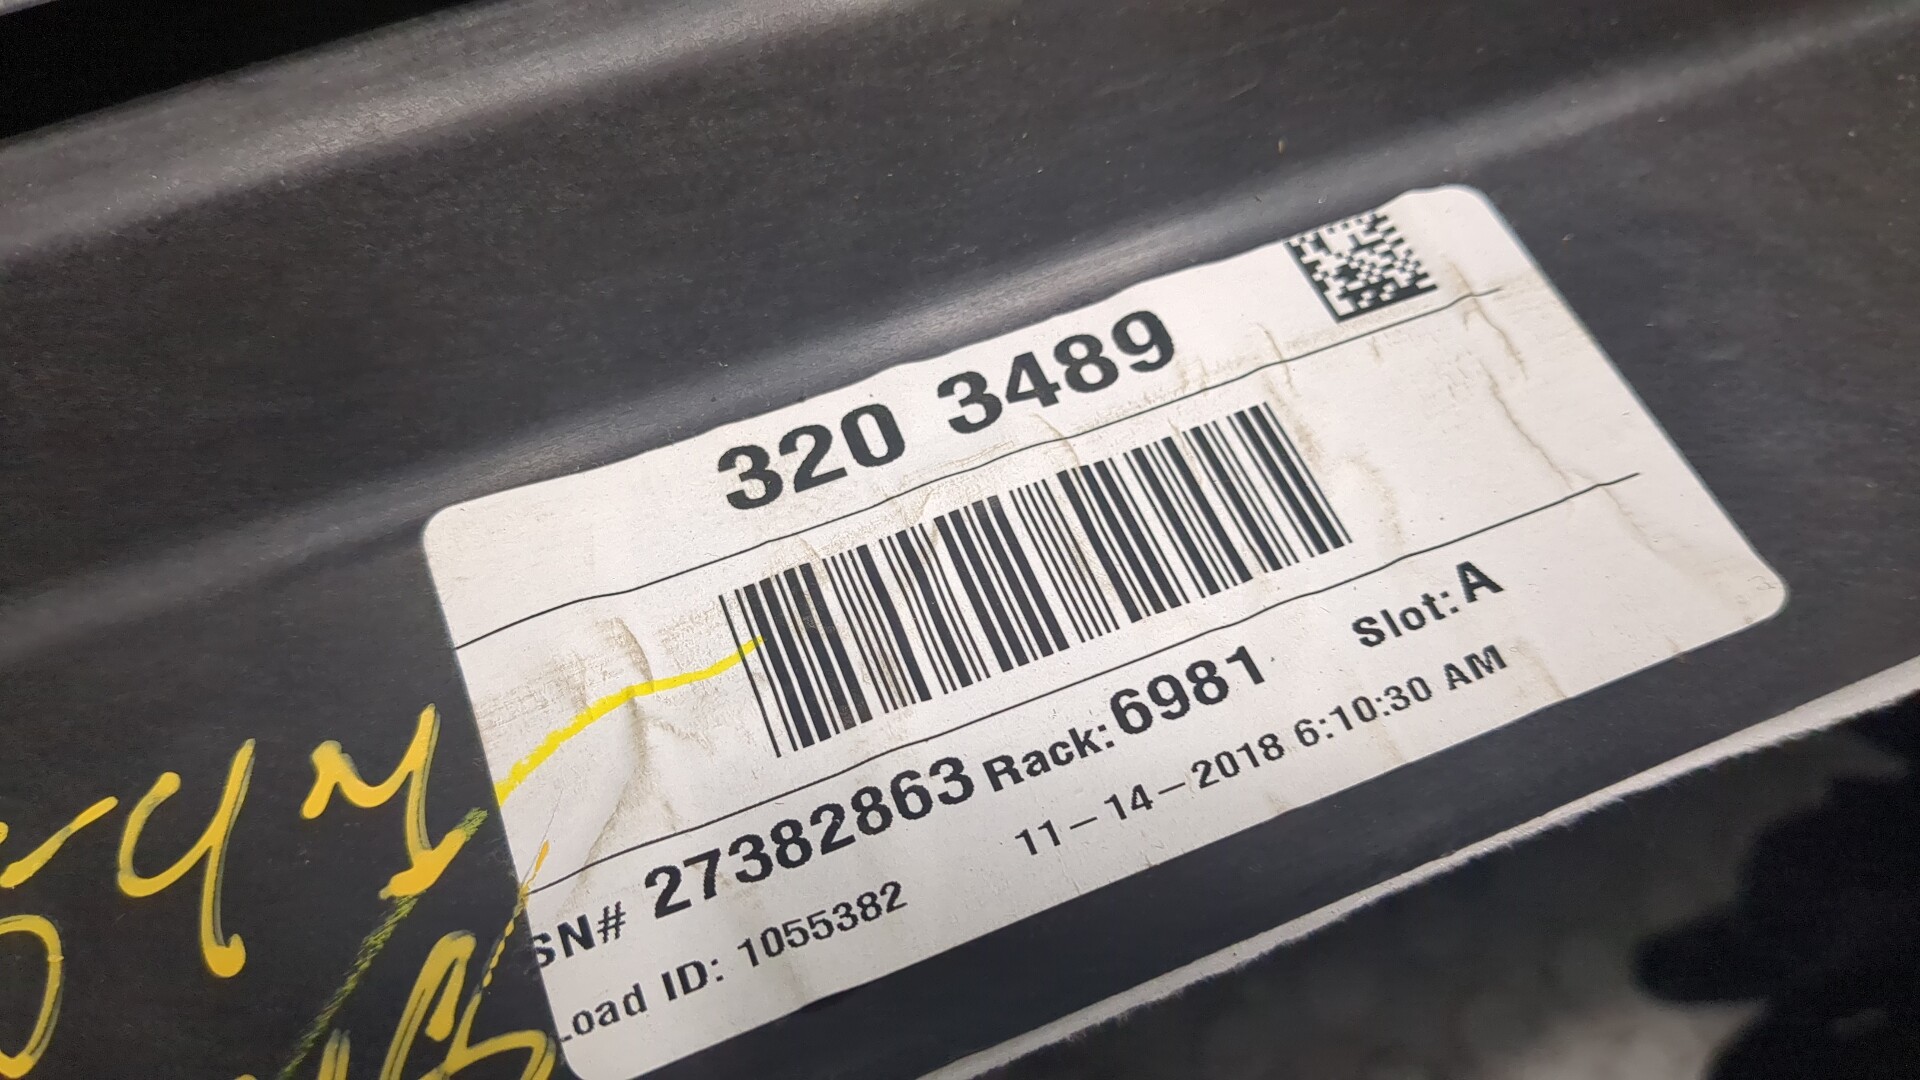 320 3489
SN# 27382863 Rack: 6981 Slot: A
Load ID: 1055382 11-14-2018 6:10:30 AM